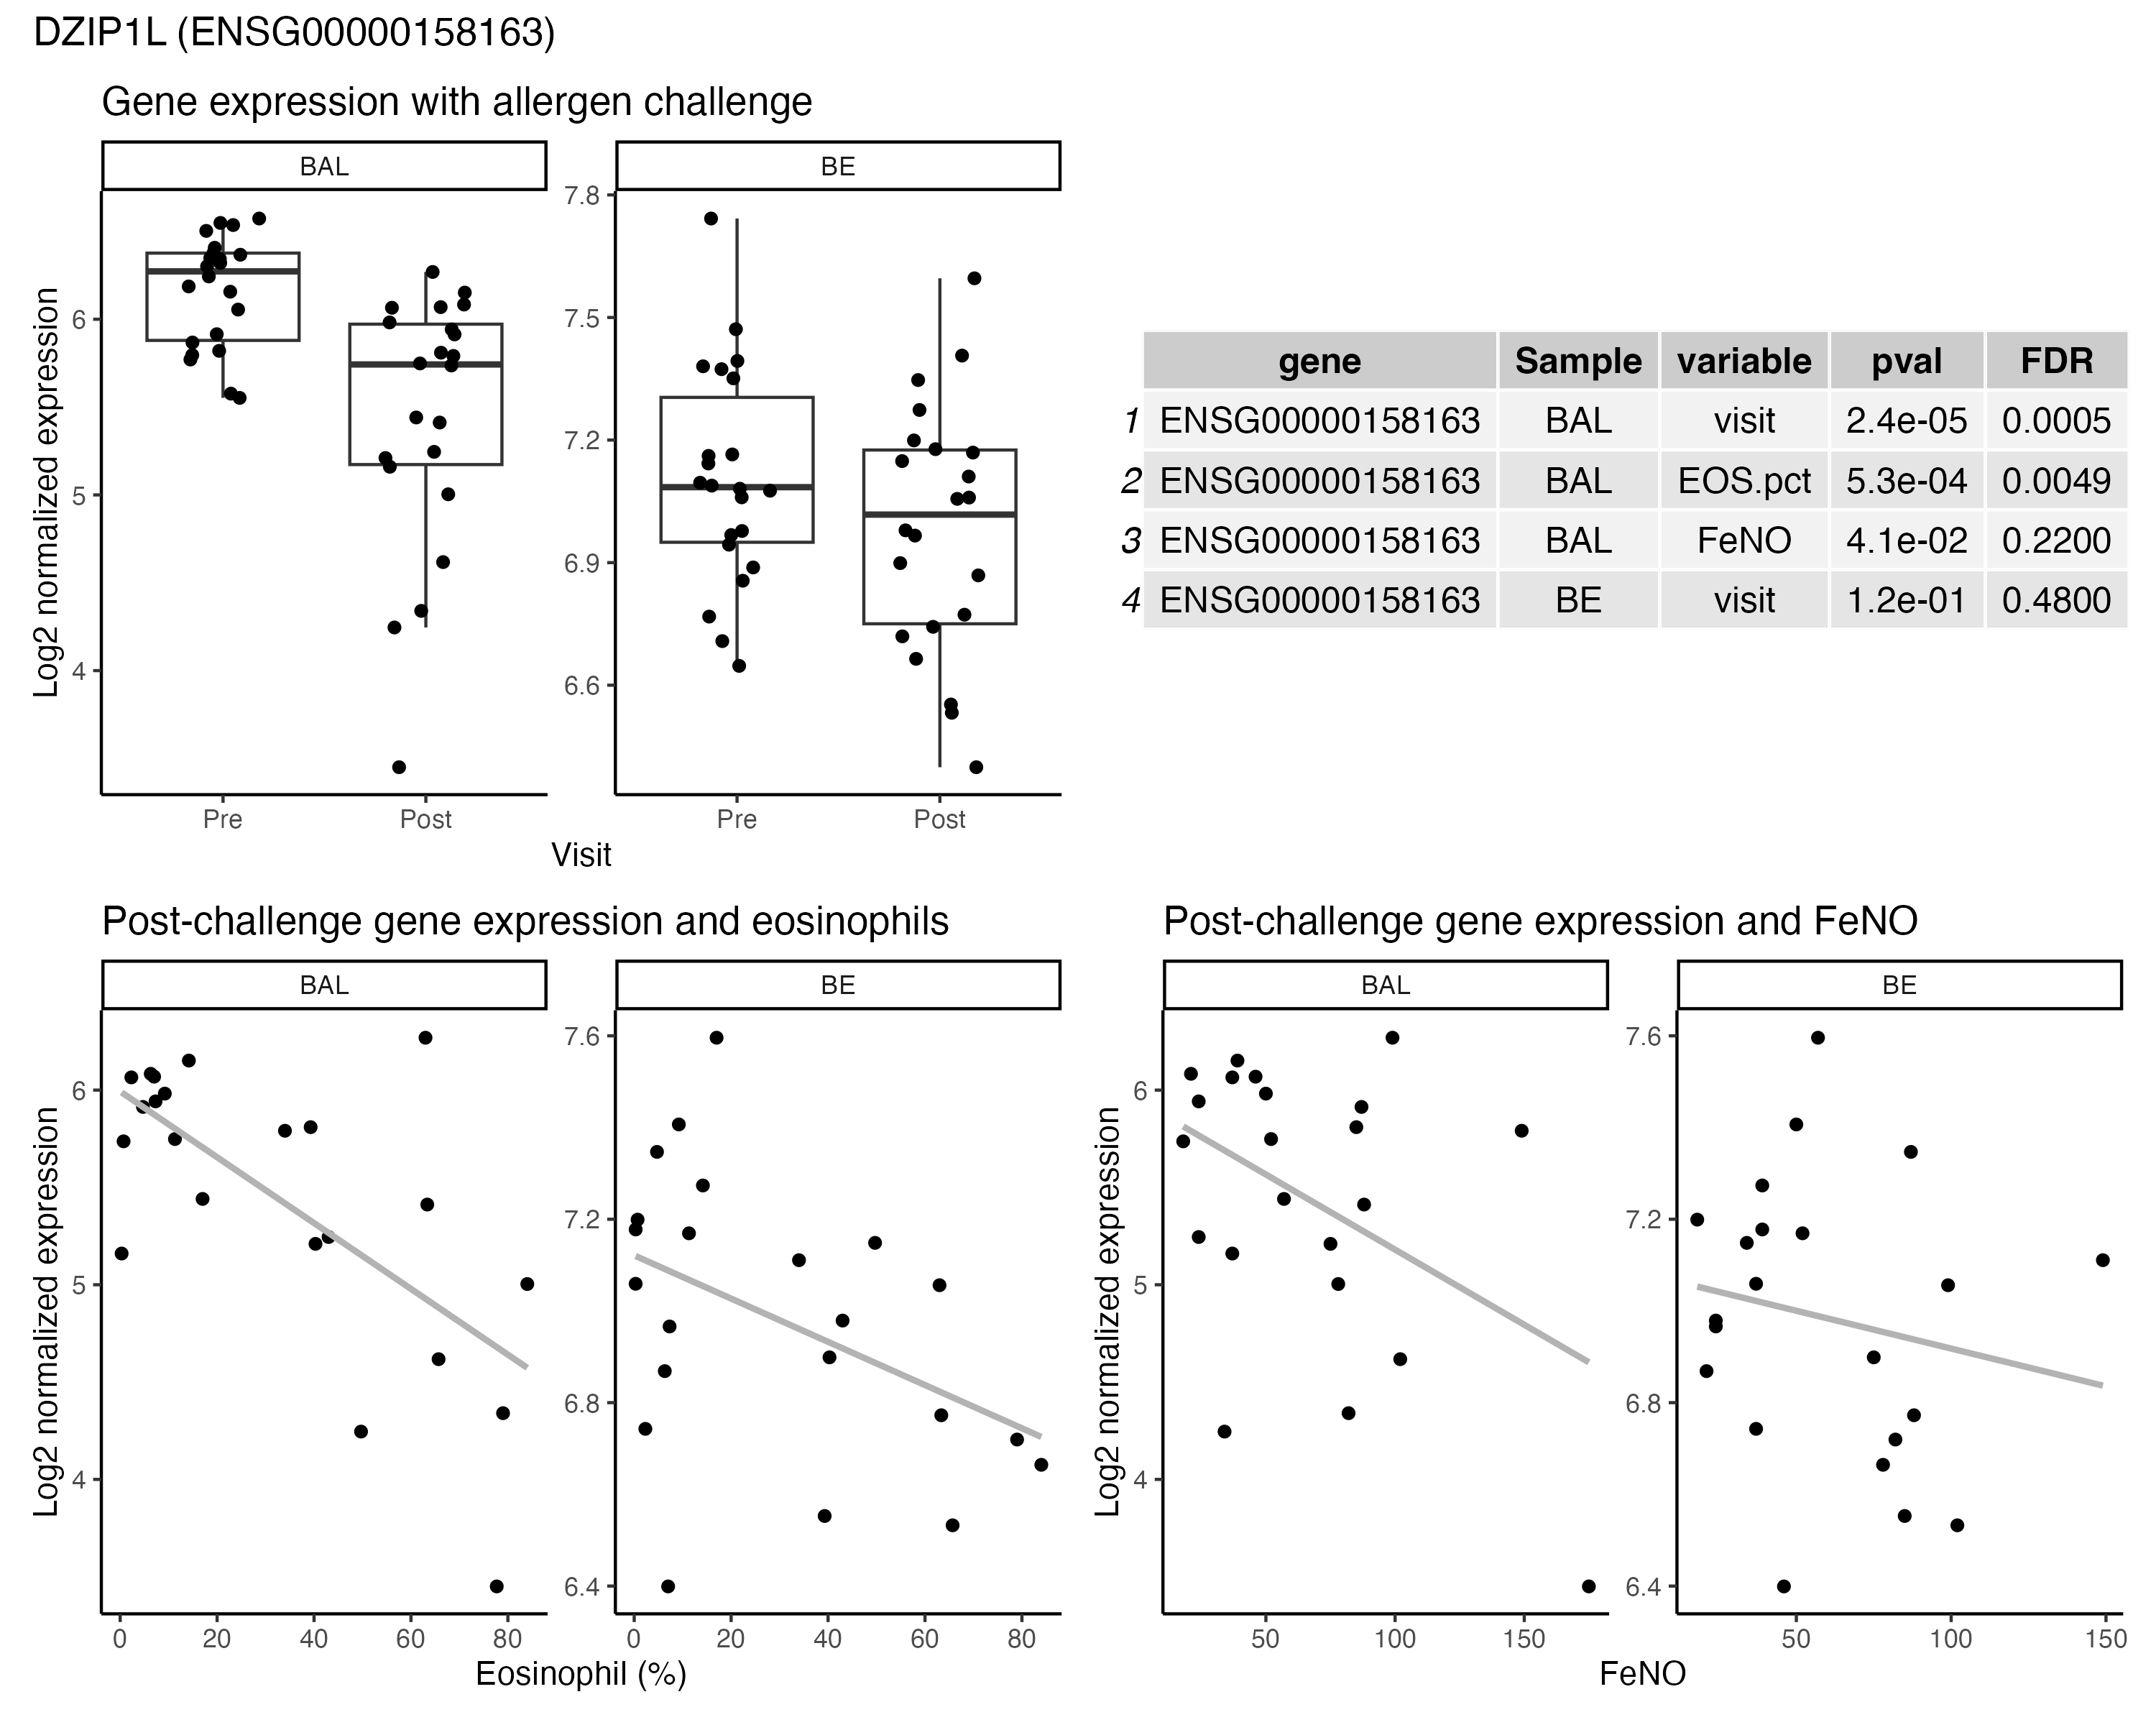 DZIP1L (ENSG00000158163)
Gene expression with allergen challenge
BAL
BE
Log2 normalized expression
6
5
4
7.8
7.5
7.2
6.9
6.6
Pre
Post
Pre
Post
Visit
gene Sample variable pval FDR
1 ENSG00000158163 BAL visit 2.4e-05 0.0005
2 ENSG00000158163 BAL EOS.pct 5.3e-04 0.0049
3 ENSG00000158163 BAL FeNO 4.1e-02 0.2200
4 ENSG00000158163 BE visit 1.2e-01 0.4800
Post-challenge gene expression and eosinophils
BAL
BE
Log2 normalized expression
6
5
4
7.6
7.2
6.8
6.4
0 20 40 60 80
0 20 40 60 80
Eosinophil (%)
Post-challenge gene expression and FeNO
BAL
BE
Log2 normalized expression
6
5
4
7.6
7.2
6.8
6.4
50 100 150
50 100 150
FeNO